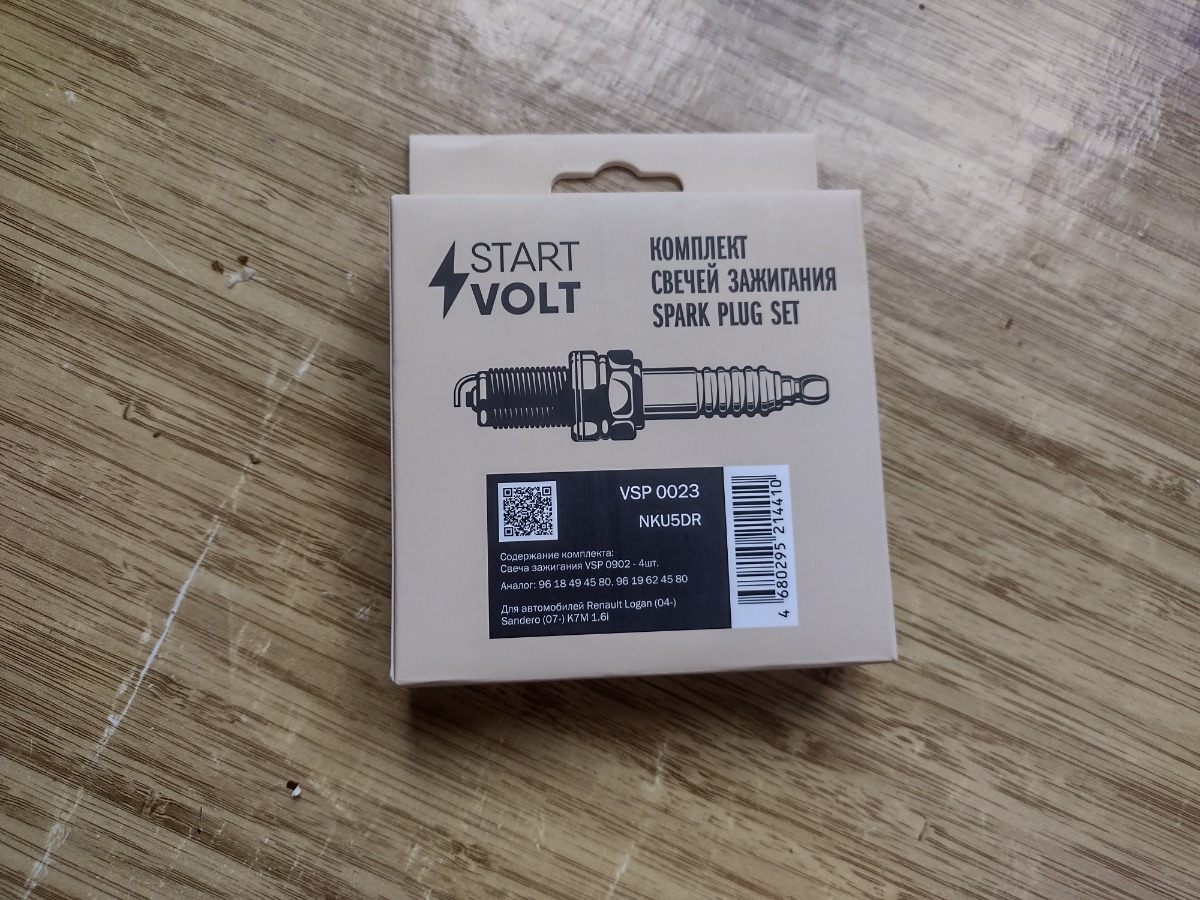 START
VOLT
КОМПЛЕКТ
СВЕЧЕЙ ЗАЖИГАНИЯ
SPARK PLUG SET
VSP 0023
NKU5DR
Содержание комплекта:
Свеча зажигания VSP 0902 - 4шт.
Аналог: 96 18 49 45 80, 96 19 62 45 80
Для автомобилей Renault Logan (04-)
Sandero (07-) K7M 1.6i
4 680295 214410